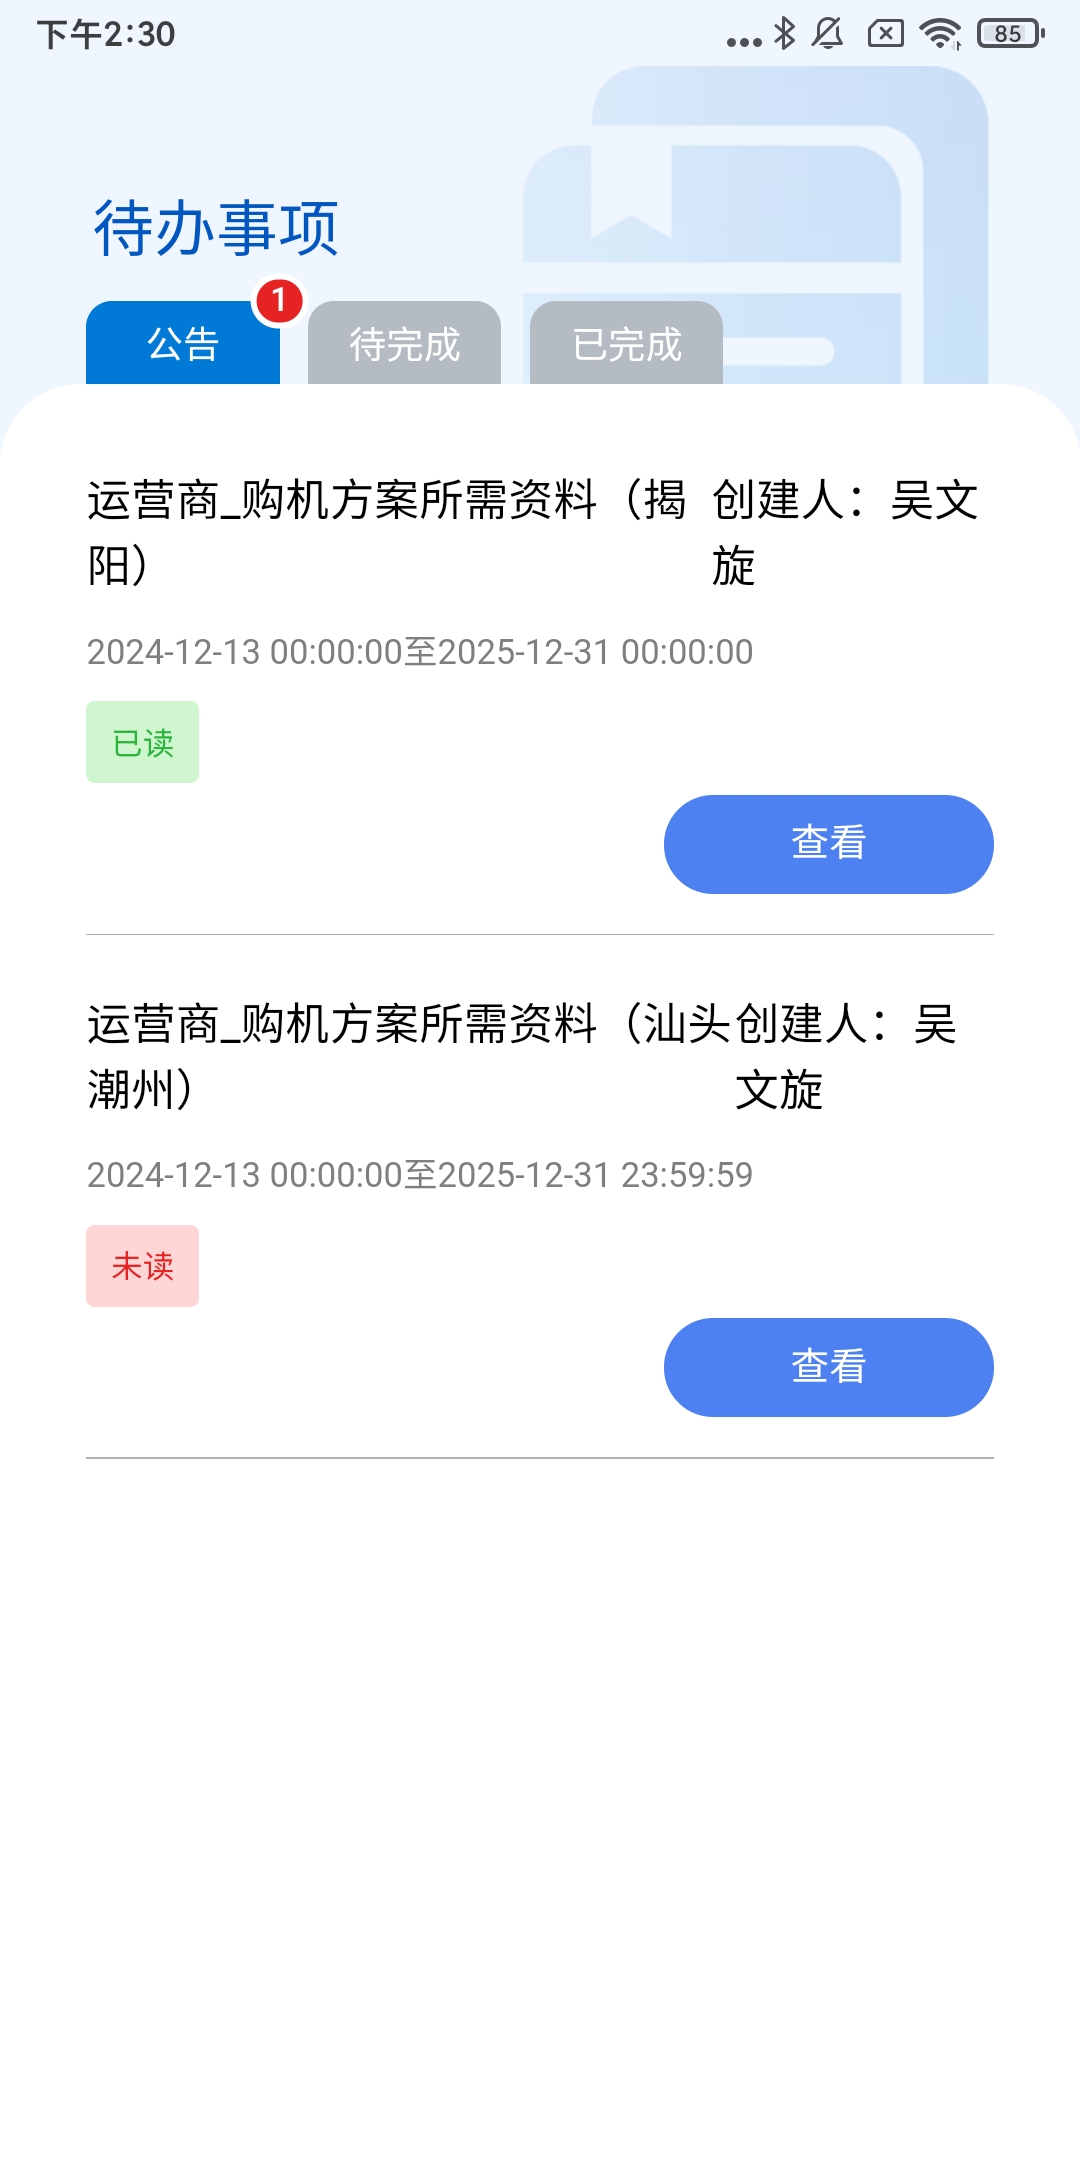 下午2:30
85
待办事项
公告
1
待完成
已完成
运营商_购机方案所需资料（揭
阳）
创建人：吴文
旋
2024-12-13 00:00:00至2025-12-31 00:00:00
已读
查看
运营商_购机方案所需资料（汕头
潮州）
创建人：吴
文旋
2024-12-13 00:00:00至2025-12-31 23:59:59
未读
查看